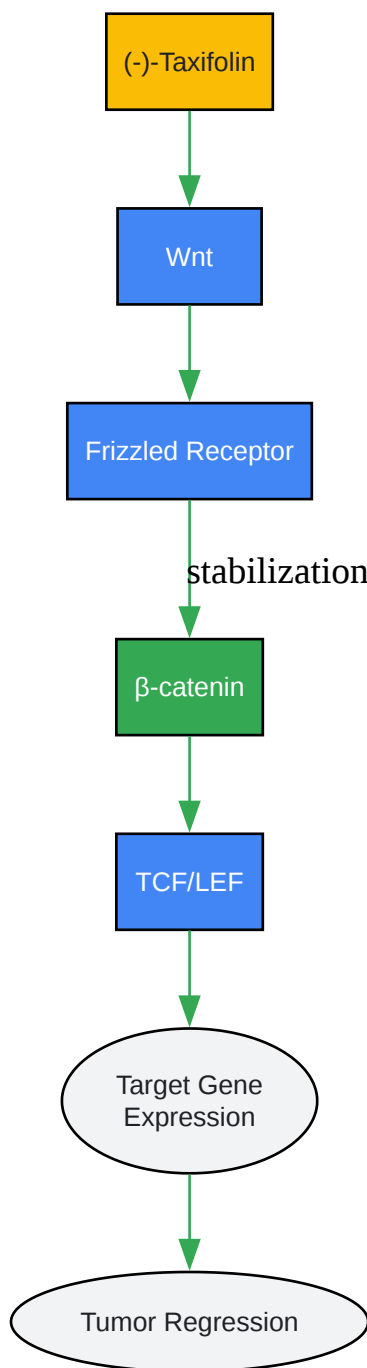 (-)-Taxifolin
Wnt
Frizzled Receptor
stabilization
β-catenin
TCF/LEF
Target Gene
Expression
Tumor Regression